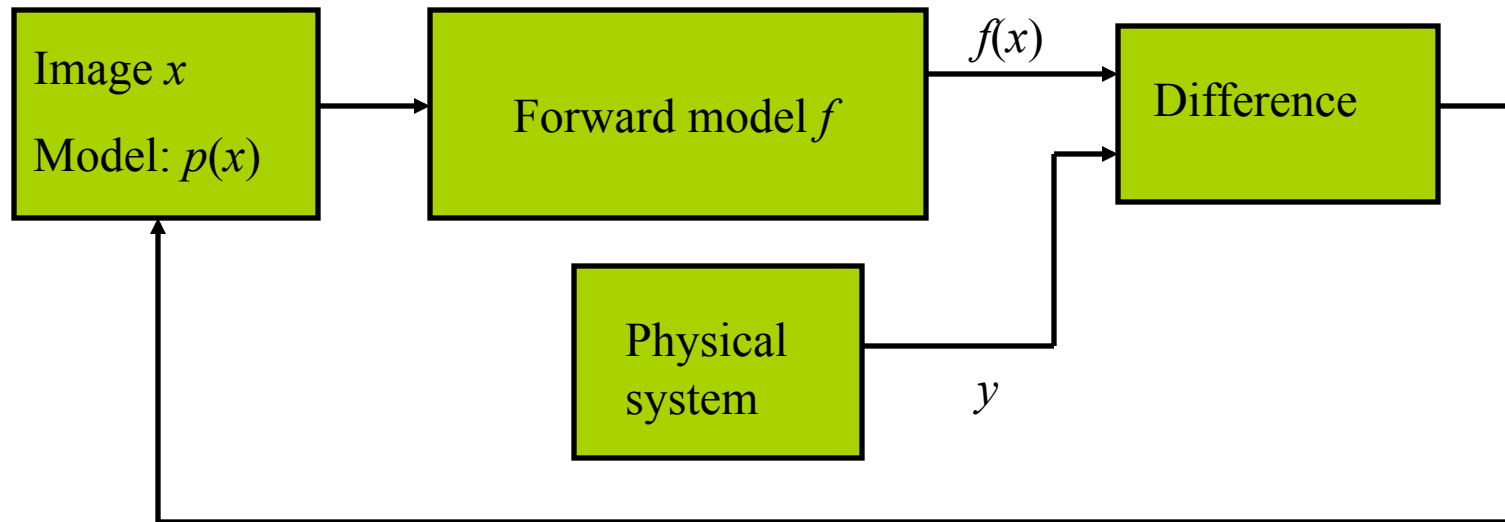 Image x
Model: p(x)
Forward model f
f(x)
Difference
Physical
system
y